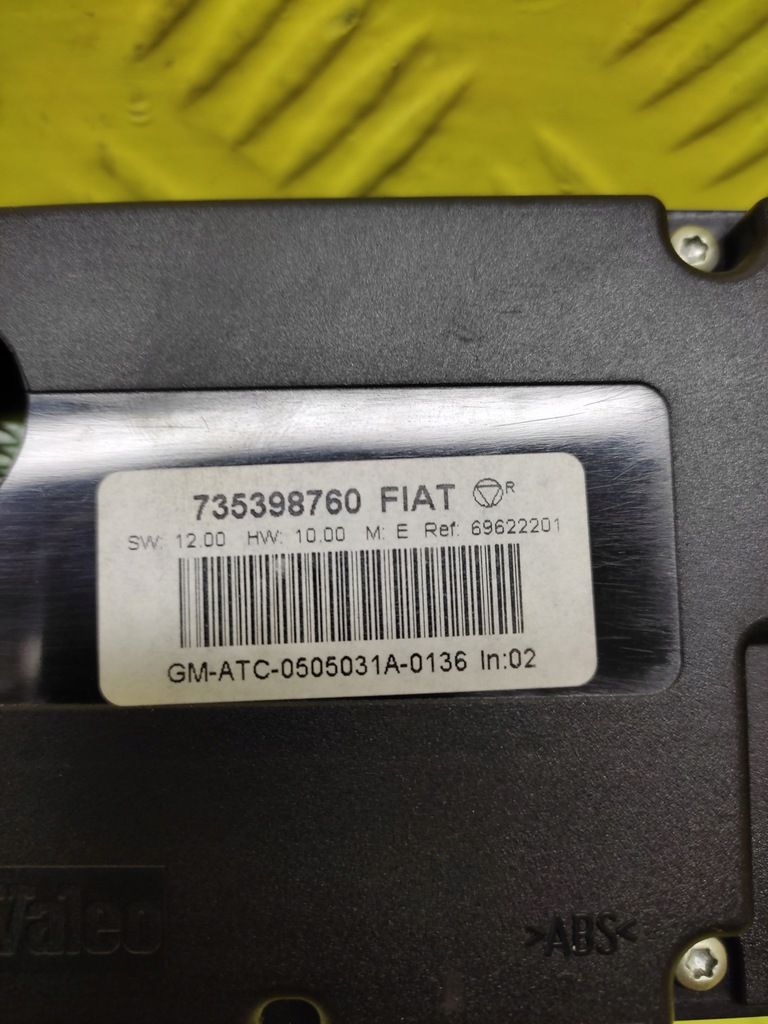 735398760 FIAT R
SW: 12.00 HW: 10.00 M: E Ref: 69622201
GM-ATC-0505031A-0136 In:02
Valeo
>ABS<